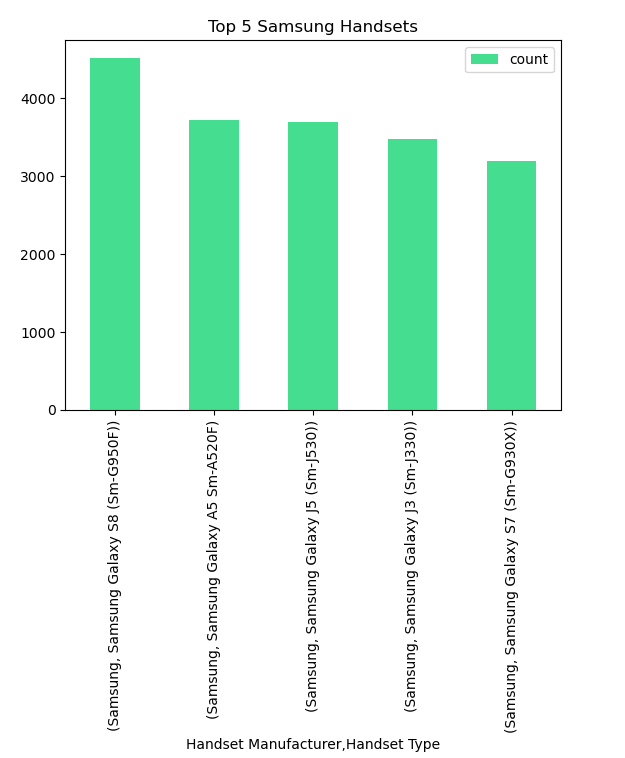 Top 5 Samsung Handsets
count
4000
3000
2000
1000
0
(Samsung, Samsung Galaxy S8 (Sm-G950F))
(Samsung, Samsung Galaxy A5 Sm-A520F)
(Samsung, Samsung Galaxy J5 (Sm-J530))
(Samsung, Samsung Galaxy J3 (Sm-J330))
(Samsung, Samsung Galaxy S7 (Sm-G930X))
Handset Manufacturer,Handset Type